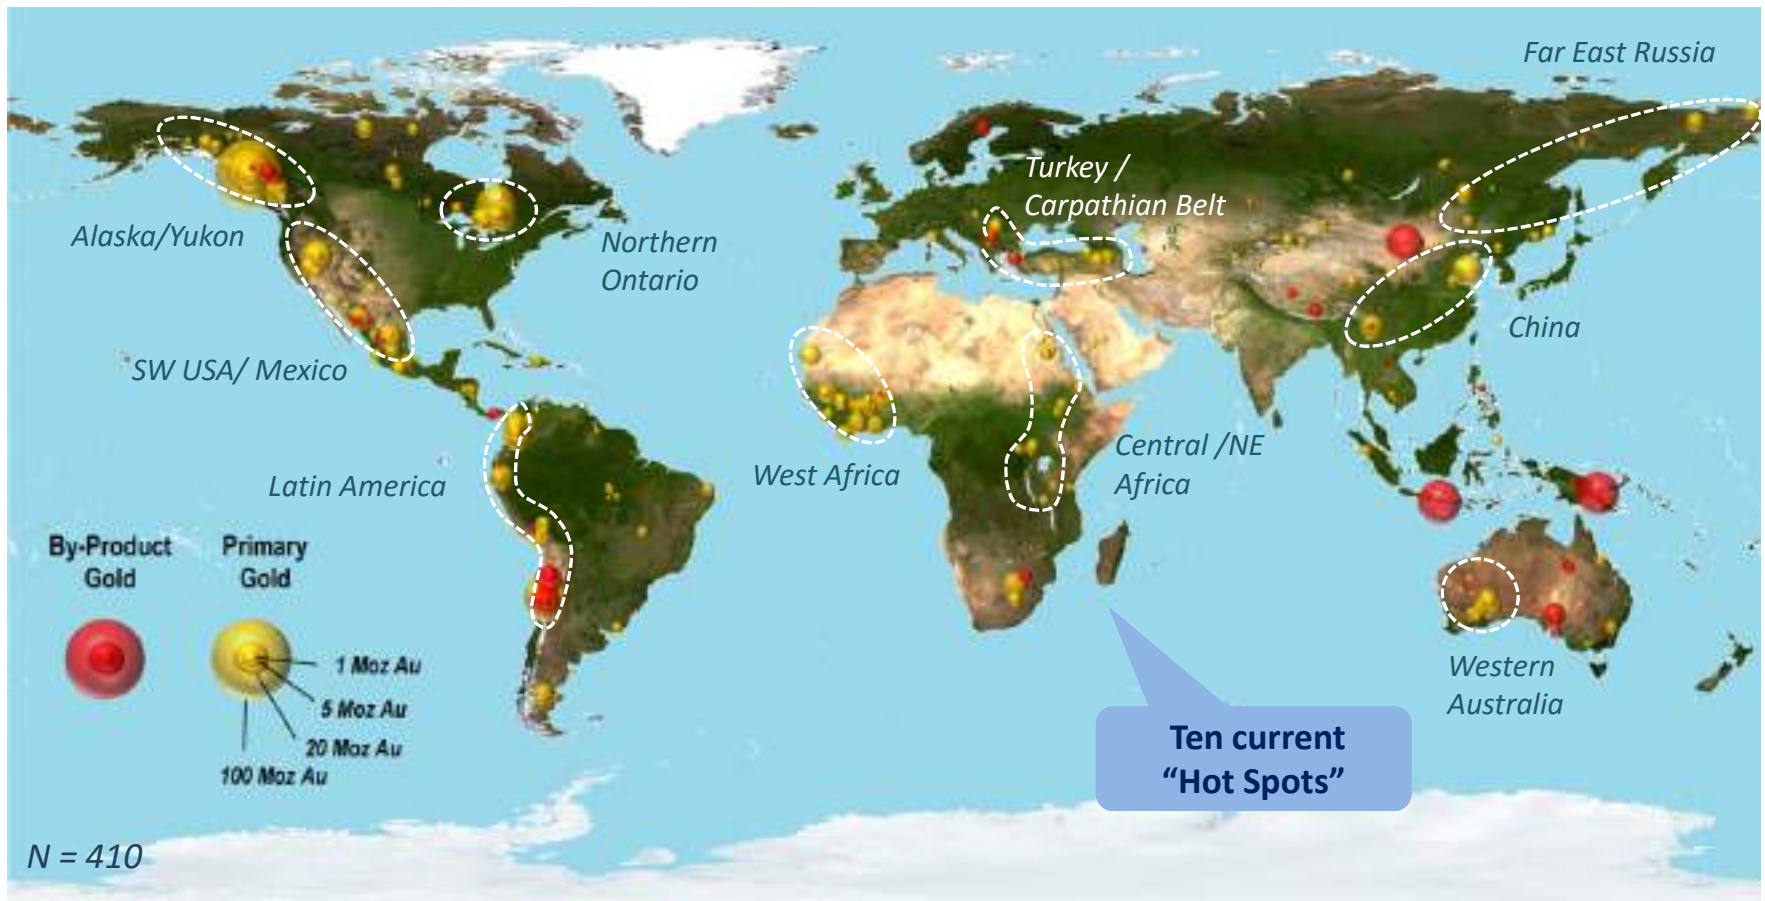 Far East Russia
Turkey /
Carpathian Belt
Alaska/Yukon
Northern
Ontario
China
SW USA/ Mexico
West Africa
Central /NE
Africa
Latin America
By-Product
Gold
Primary
Gold
1 Moz Au
5 Moz Au
20 Moz Au
100 Moz Au
Western
Australia
Ten current
“Hot Spots”
N = 410